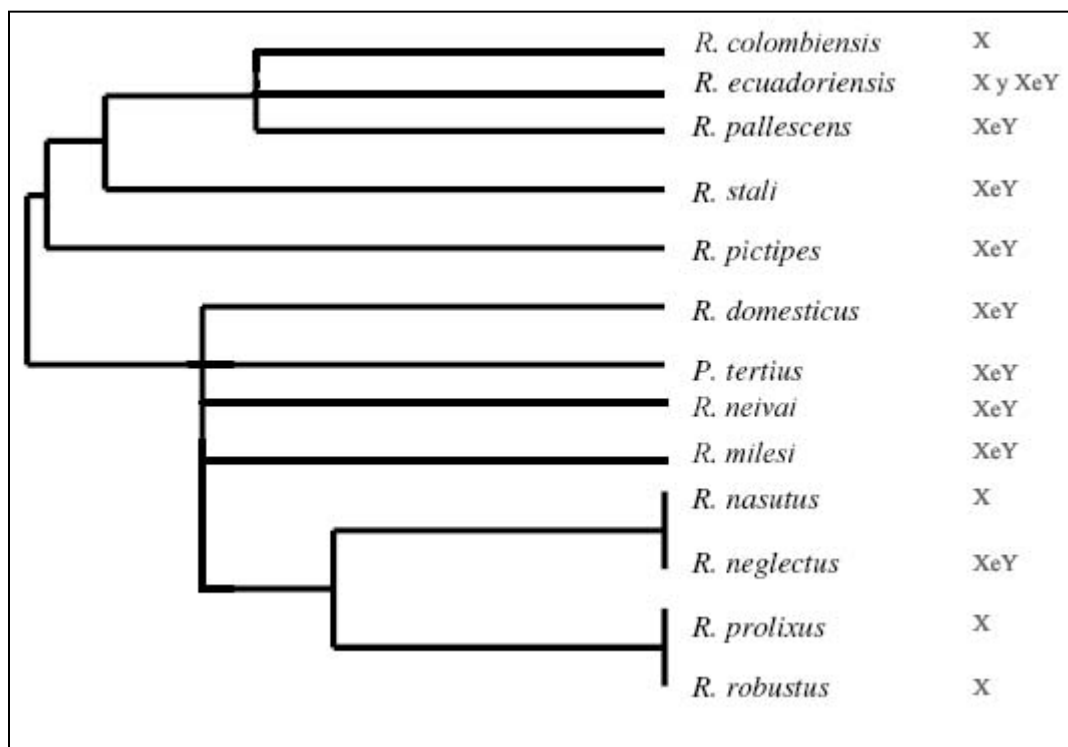 R. colombiensis X
R. ecuadoriensis X y XeY
R. pallescens XeY
R. stali XeY
R. pictipes XeY
R. domesticus XeY
P. tertius XeY
R. neivai XeY
R. milesi XeY
R. nasutus X
R. neglectus XeY
R. prolixus X
R. robustus X